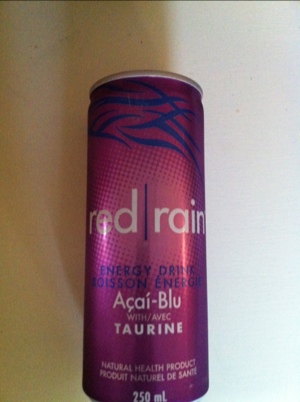 red|rain
ENERGY DRINK
BOISSON ÉNERGIE
Açaí-Blu
WITH/AVEC
TAURINE
NATURAL HEALTH PRODUCT
PRODUIT NATUREL DE SANTÉ
250 mL